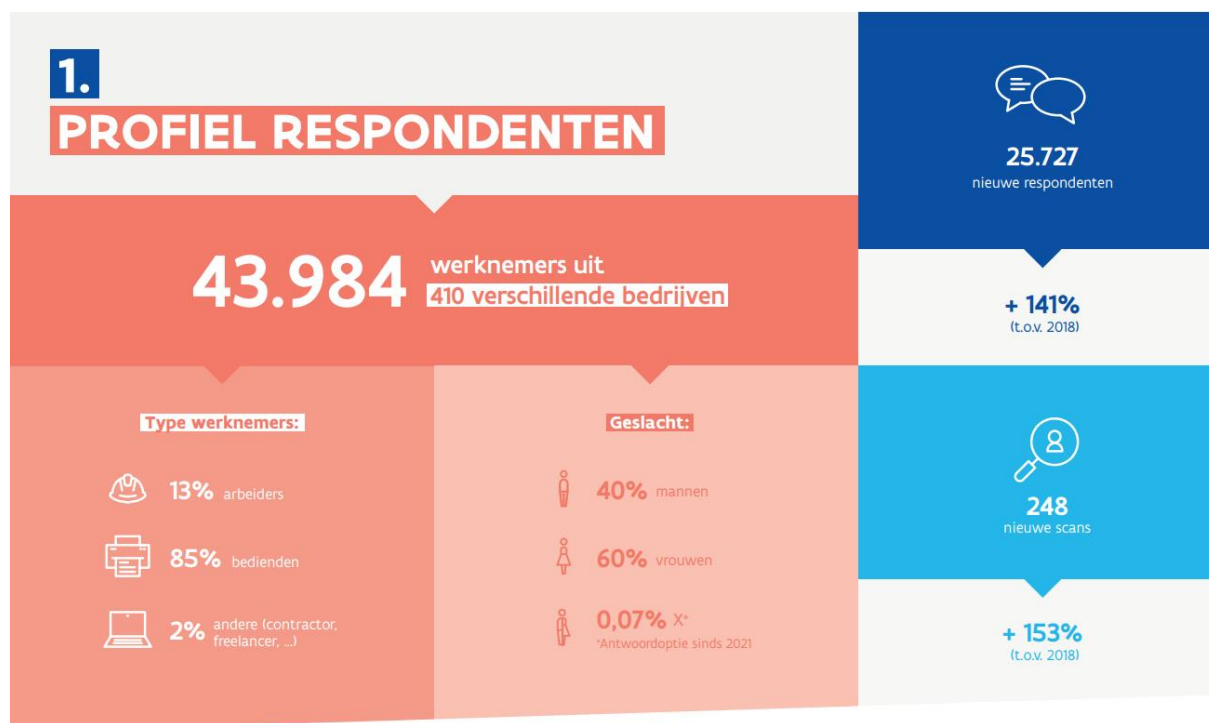 1.
PROFIEL RESPONDENTEN
43.984
werknemers uit
410 verschillende bedrijven
Type werknemers:
13% arbeiders
85% bedienden
2% andere (contractor,
freelancer, ...)
Geslacht:
40% mannen
60% vrouwen
0,07% X*
*Antwoordoptie sinds 2021
25.727
nieuwe respondenten
+ 141%
(t.o.v. 2018)
248
nieuwe scans
+ 153%
(t.o.v. 2018)